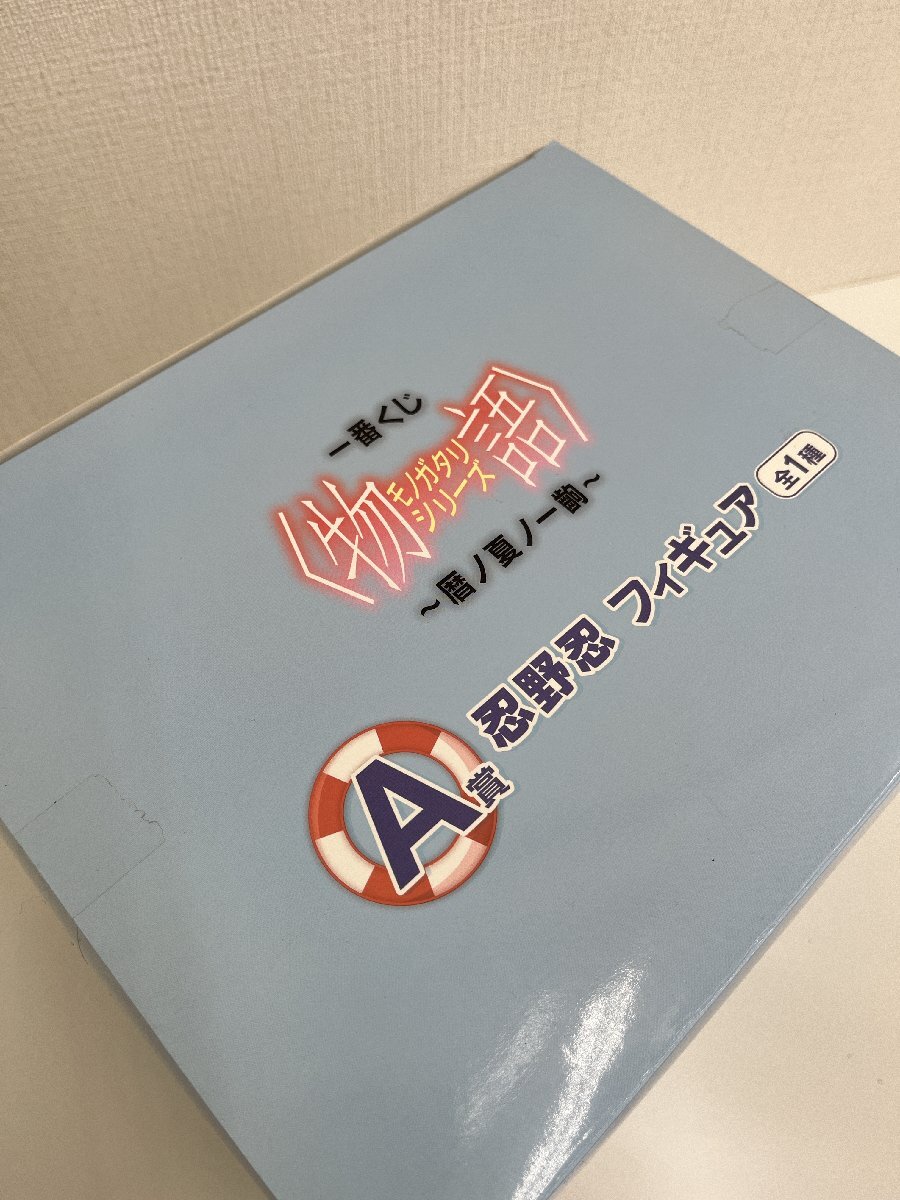 一番くじ
〈物語〉
モノガタリ
シリーズ
~暦ノ夏ノ一齣~
A賞
忍野忍 フィギュア
全1種